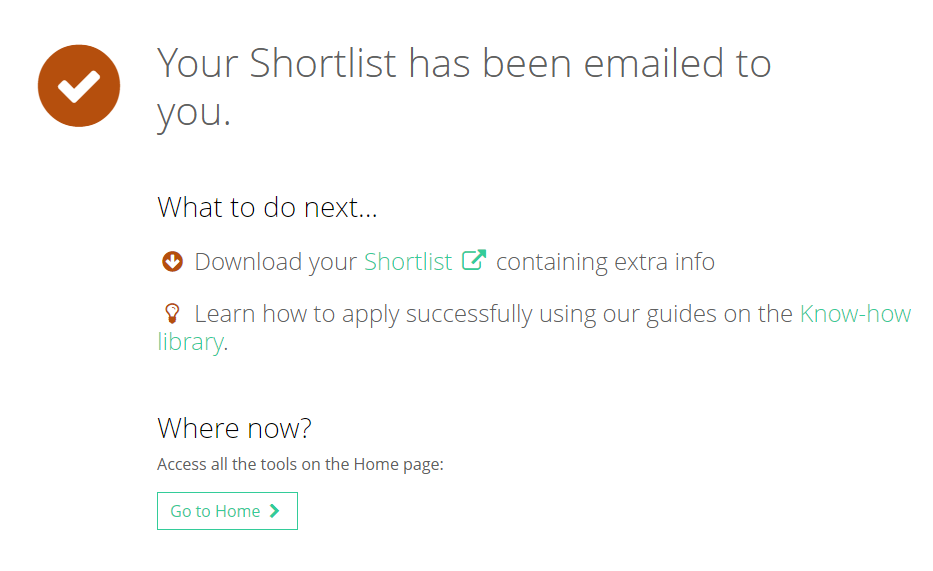 Your Shortlist has been emailed to
you.
What to do next...
Download your Shortlist containing extra info
Learn how to apply successfully using our guides on the Know-how
library.
Where now?
Access all the tools on the Home page:
Go to Home